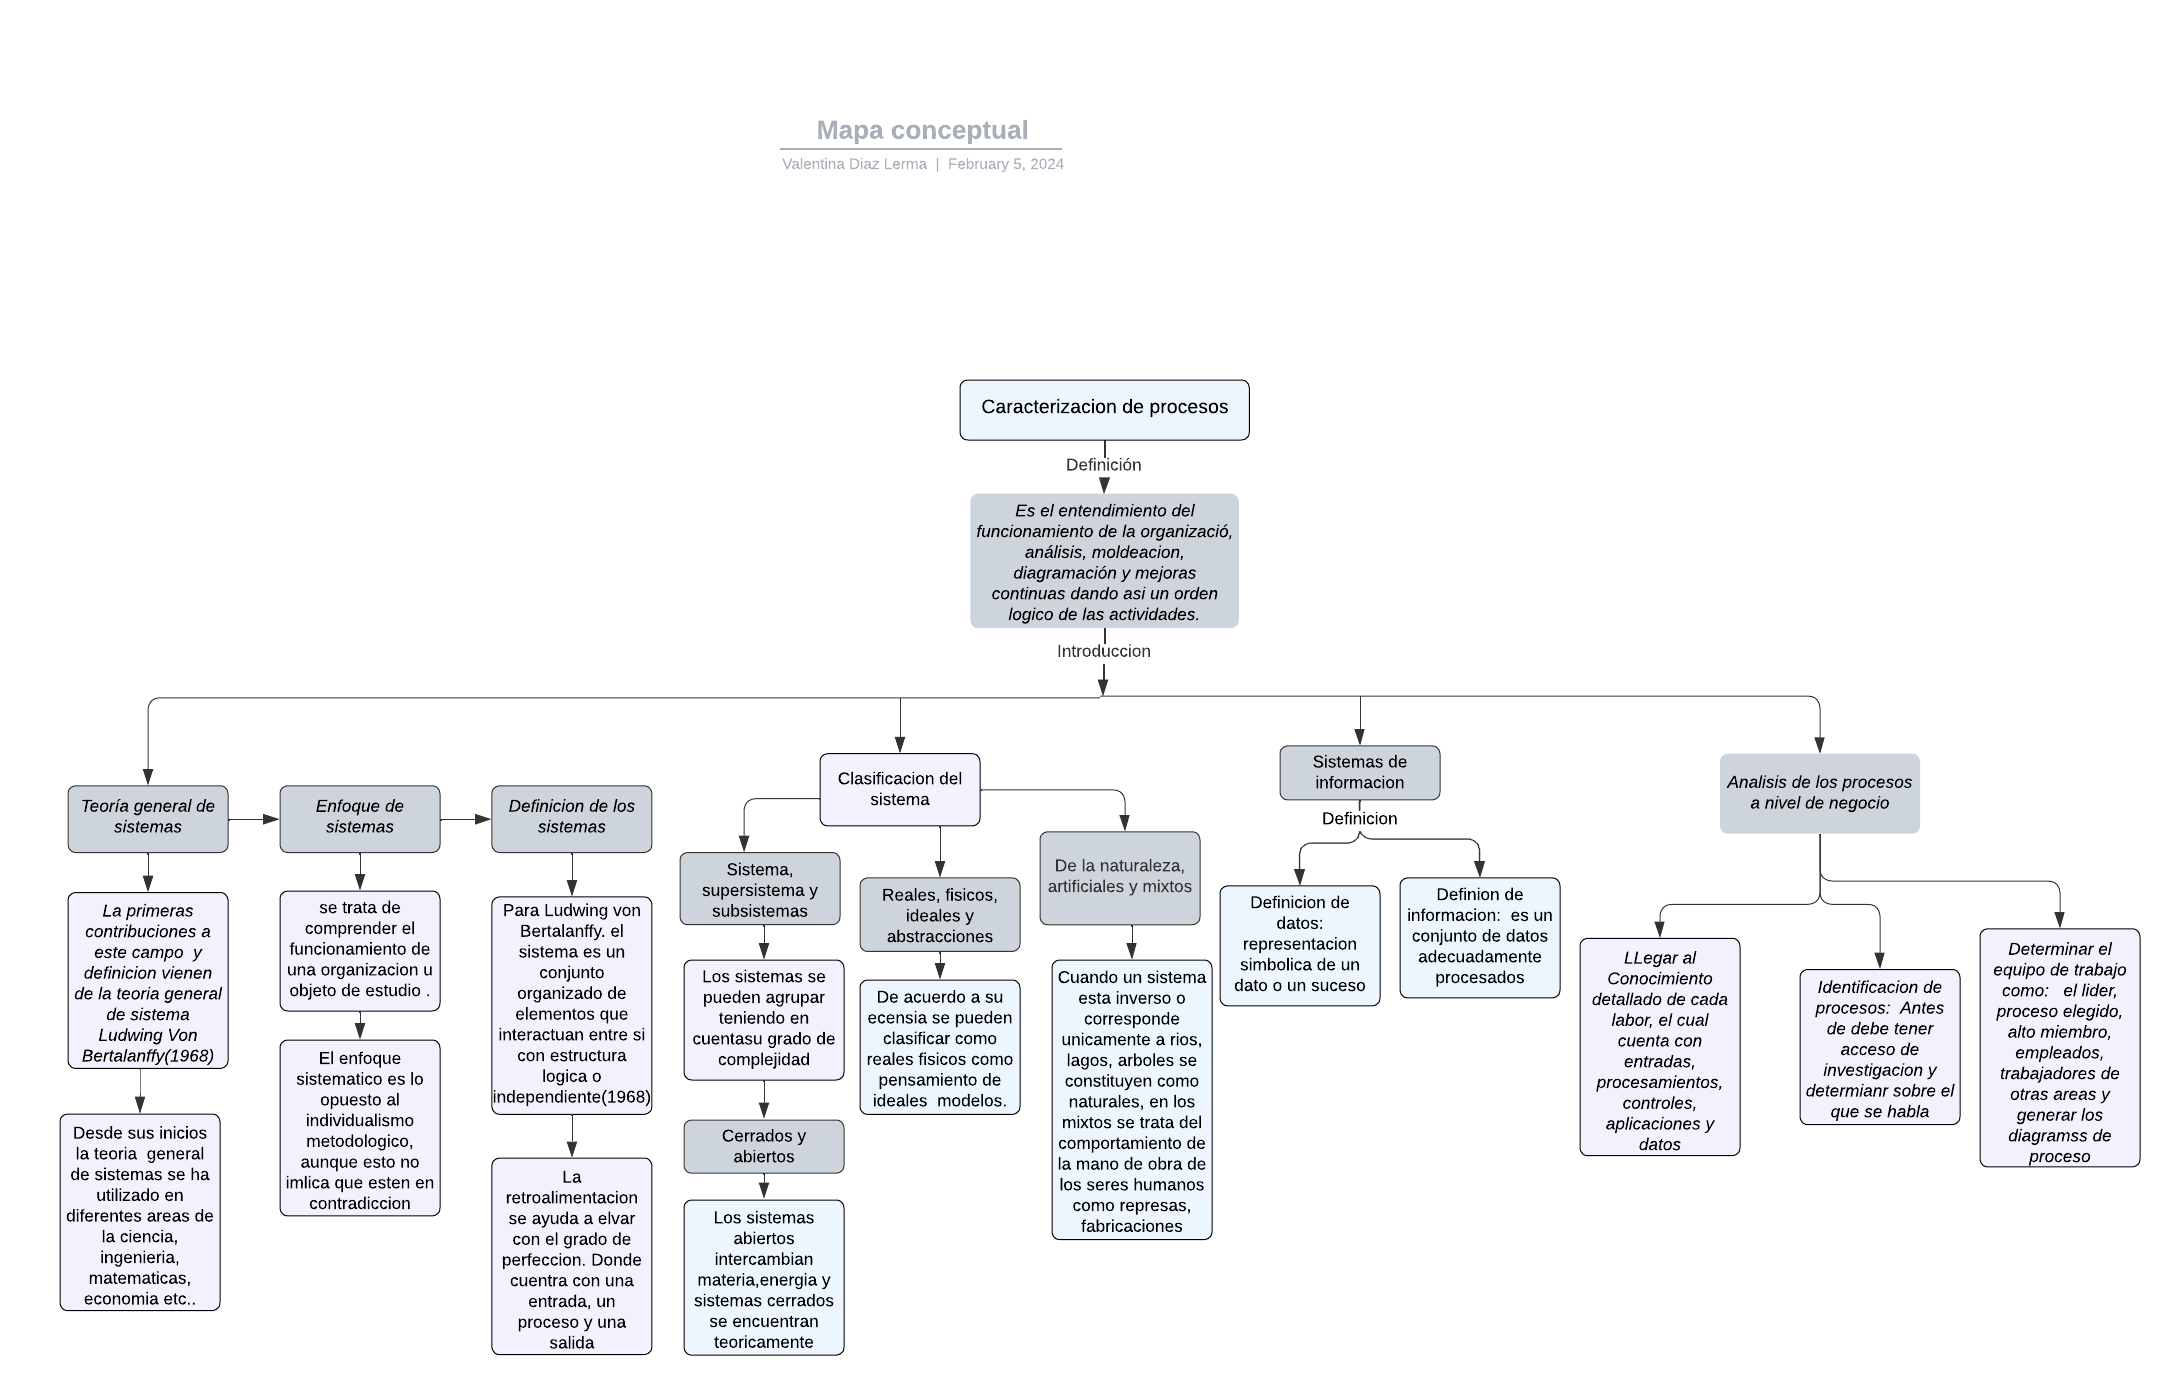 Mapa conceptual
Valentina Diaz Lerma | February 5, 2024
Caracterizacion de procesos
Definición
Es el entendimiento del
funcionamiento de la organizació,
análisis, moldeacion,
diagramación y mejoras
continuas dando asi un orden
logico de las actividades.
Introduccion
Teoría general de
sistemas
La primeras
contribuciones a
este campo y
definicion vienen
de la teoria general
de sistema
Ludwing Von
Bertalanffy(1968)
Desde sus inicios
la teoria general
de sistemas se ha
utilizado en
diferentes areas de
la ciencia,
ingenieria,
matematicas,
economia etc..
Enfoque de
sistemas
se trata de
comprender el
funcionamiento de
una organizacion u
objeto de estudio .
El enfoque
sistematico es lo
opuesto al
individualismo
metodologico,
aunque esto no
imlica que esten en
contradiccion
Definicion de los
sistemas
Para Ludwing von
Bertalanffy. el
sistema es un
conjunto
organizado de
elementos que
interactuan entre si
con estructura
logica o
independiente(1968)
La
retroalimentacion
se ayuda a elvar
con el grado de
perfeccion. Donde
cuentra con una
entrada, un
proceso y una
salida
Clasificacion del
sistema
Sistema,
supersistema y
subsistemas
Los sistemas se
pueden agrupar
teniendo en
cuentasu grado de
complejidad
Cerrados y
abiertos
Los sistemas
abiertos
intercambian
materia,energia y
sistemas cerrados
se encuentran
teoricamente
Reales, fisicos,
ideales y
abstracciones
De acuerdo a su
ecensia se pueden
clasificar como
reales fisicos como
pensamiento de
ideales modelos.
De la naturaleza,
artificiales y mixtos
Cuando un sistema
esta inverso o
corresponde
unicamente a rios,
lagos, arboles se
constituyen como
naturales, en los
mixtos se trata del
comportamiento de
la mano de obra de
los seres humanos
como represas,
fabricaciones
Sistemas de
informacion
Definicion
Definicion de
datos:
representacion
simbolica de un
dato o un suceso
Definion de
informacion: es un
conjunto de datos
adecuadamente
procesados
Analisis de los procesos
a nivel de negocio
LLegar al
Conocimiento
detallado de cada
labor, el cual
cuenta con
entradas,
procesamientos,
controles,
aplicaciones y
datos
Identificacion de
procesos: Antes
de debe tener
acceso de
investigacion y
determianr sobre el
que se habla
Determinar el
equipo de trabajo
como: el lider,
proceso elegido,
alto miembro,
empleados,
trabajadores de
otras areas y
generar los
diagramss de
proceso